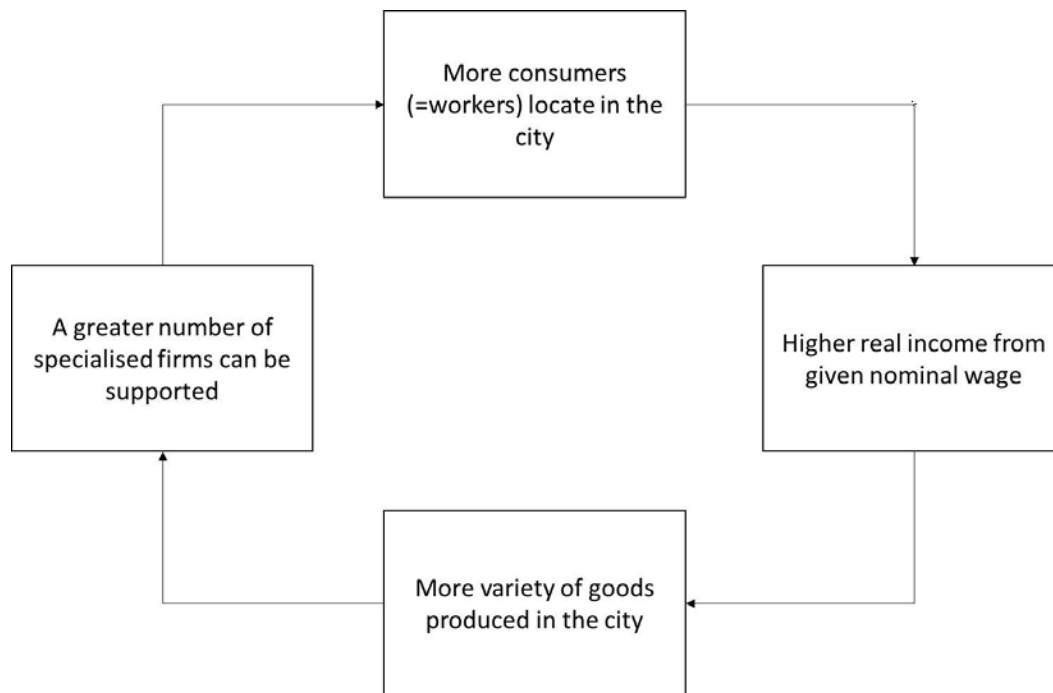 More consumers
(=workers) locate in the
city
A greater number of
specialised firms can be
supported
Higher real income from
given nominal wage
More variety of goods
produced in the city